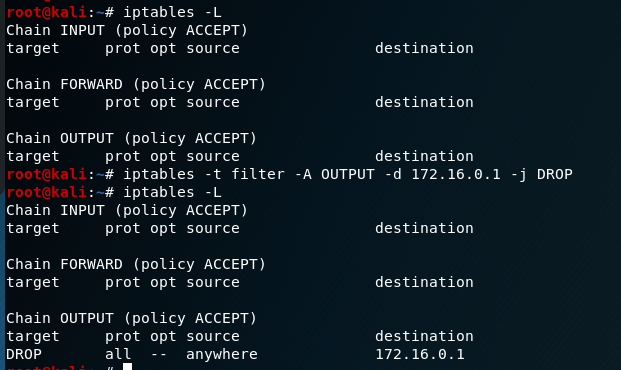 root@kali:~# iptables -L
Chain INPUT (policy ACCEPT)
target     prot opt source               destination
Chain FORWARD (policy ACCEPT)
target     prot opt source               destination
Chain OUTPUT (policy ACCEPT)
target     prot opt source               destination
root@kali:~# iptables -t filter -A OUTPUT -d 172.16.0.1 -j DROP
root@kali:~# iptables -L
Chain INPUT (policy ACCEPT)
target     prot opt source               destination
Chain FORWARD (policy ACCEPT)
target     prot opt source               destination
Chain OUTPUT (policy ACCEPT)
target     prot opt source               destination
DROP       all  --  anywhere             172.16.0.1
root@kali:~#